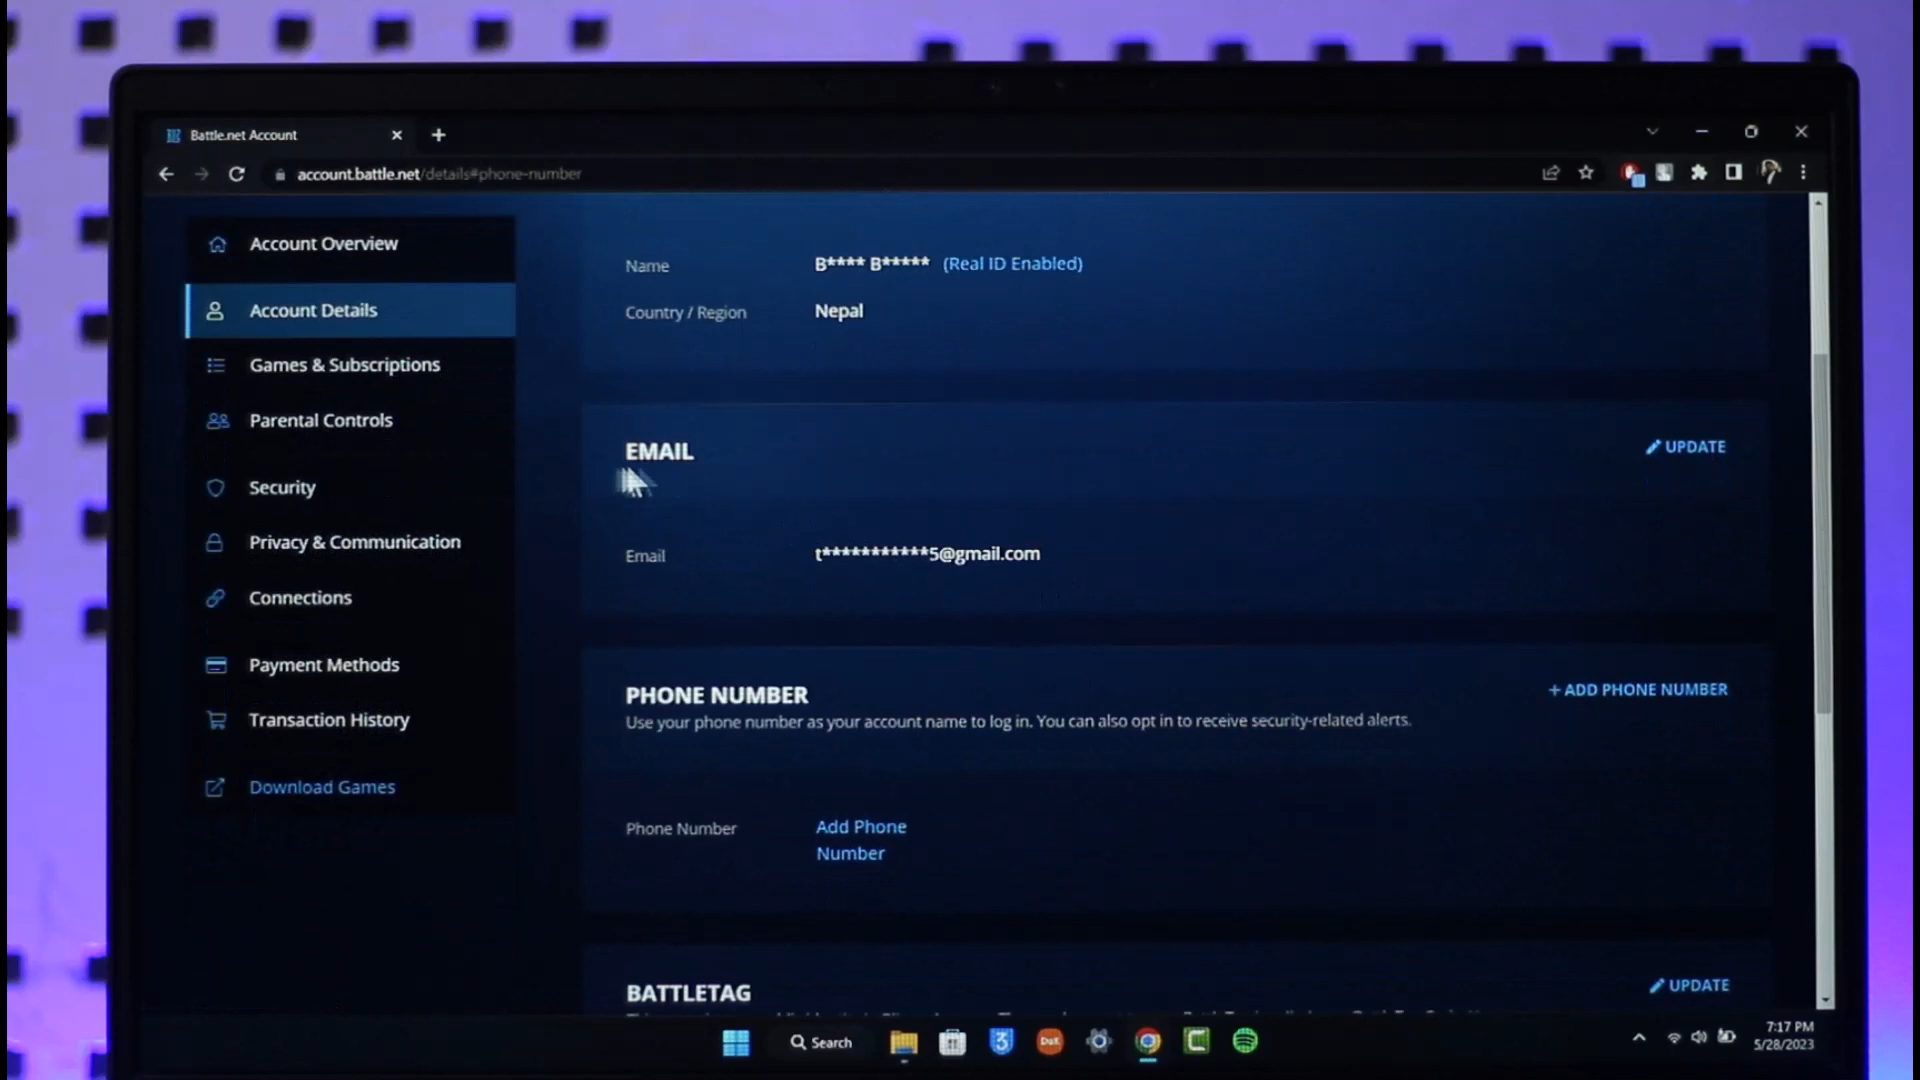 Battle.net Account
account.battle.net/details#phone-number
Account Overview
Account Details
Games & Subscriptions
Parental Controls
Security
Privacy & Communication
Connections
Payment Methods
Transaction History
Download Games
Name B**** B***** (Real ID Enabled)
Country / Region Nepal
EMAIL UPDATE
Email t***********5@gmail.com
PHONE NUMBER + ADD PHONE NUMBER
Use your phone number as your account name to log in. You can also opt in to receive security-related alerts.
Phone Number Add Phone
Number
BATTLETAG UPDATE
Search
7:17 PM
5/28/2023